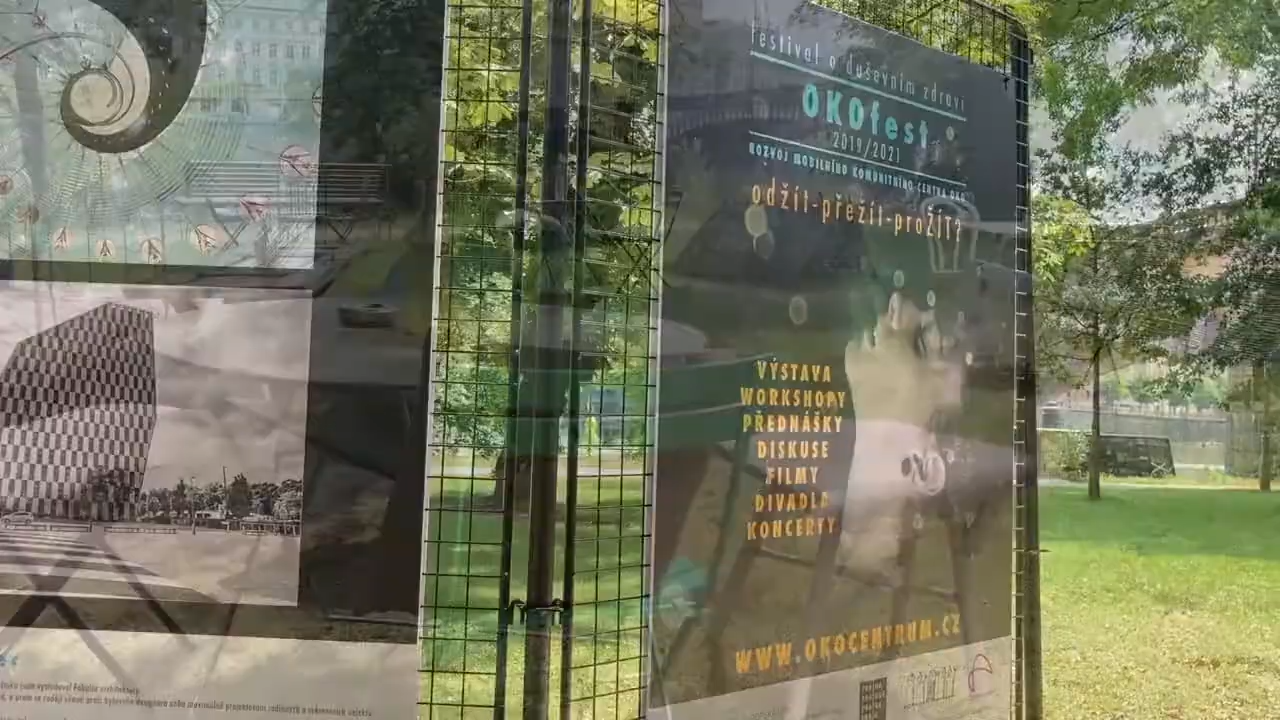 festival o duševním zdraví
OKOfest
2019/2021
ROZVOJ MOBILNÍHO KOMUNITNÍHO CENTRA OKO
odžít-přežít-prožít?
VÝSTAVA
WORKSHOPY
PŘEDNÁŠKY
DISKUSE
FILMY
DIVADLA
KONCERTY
WWW.OKOCENTRUM.CZ